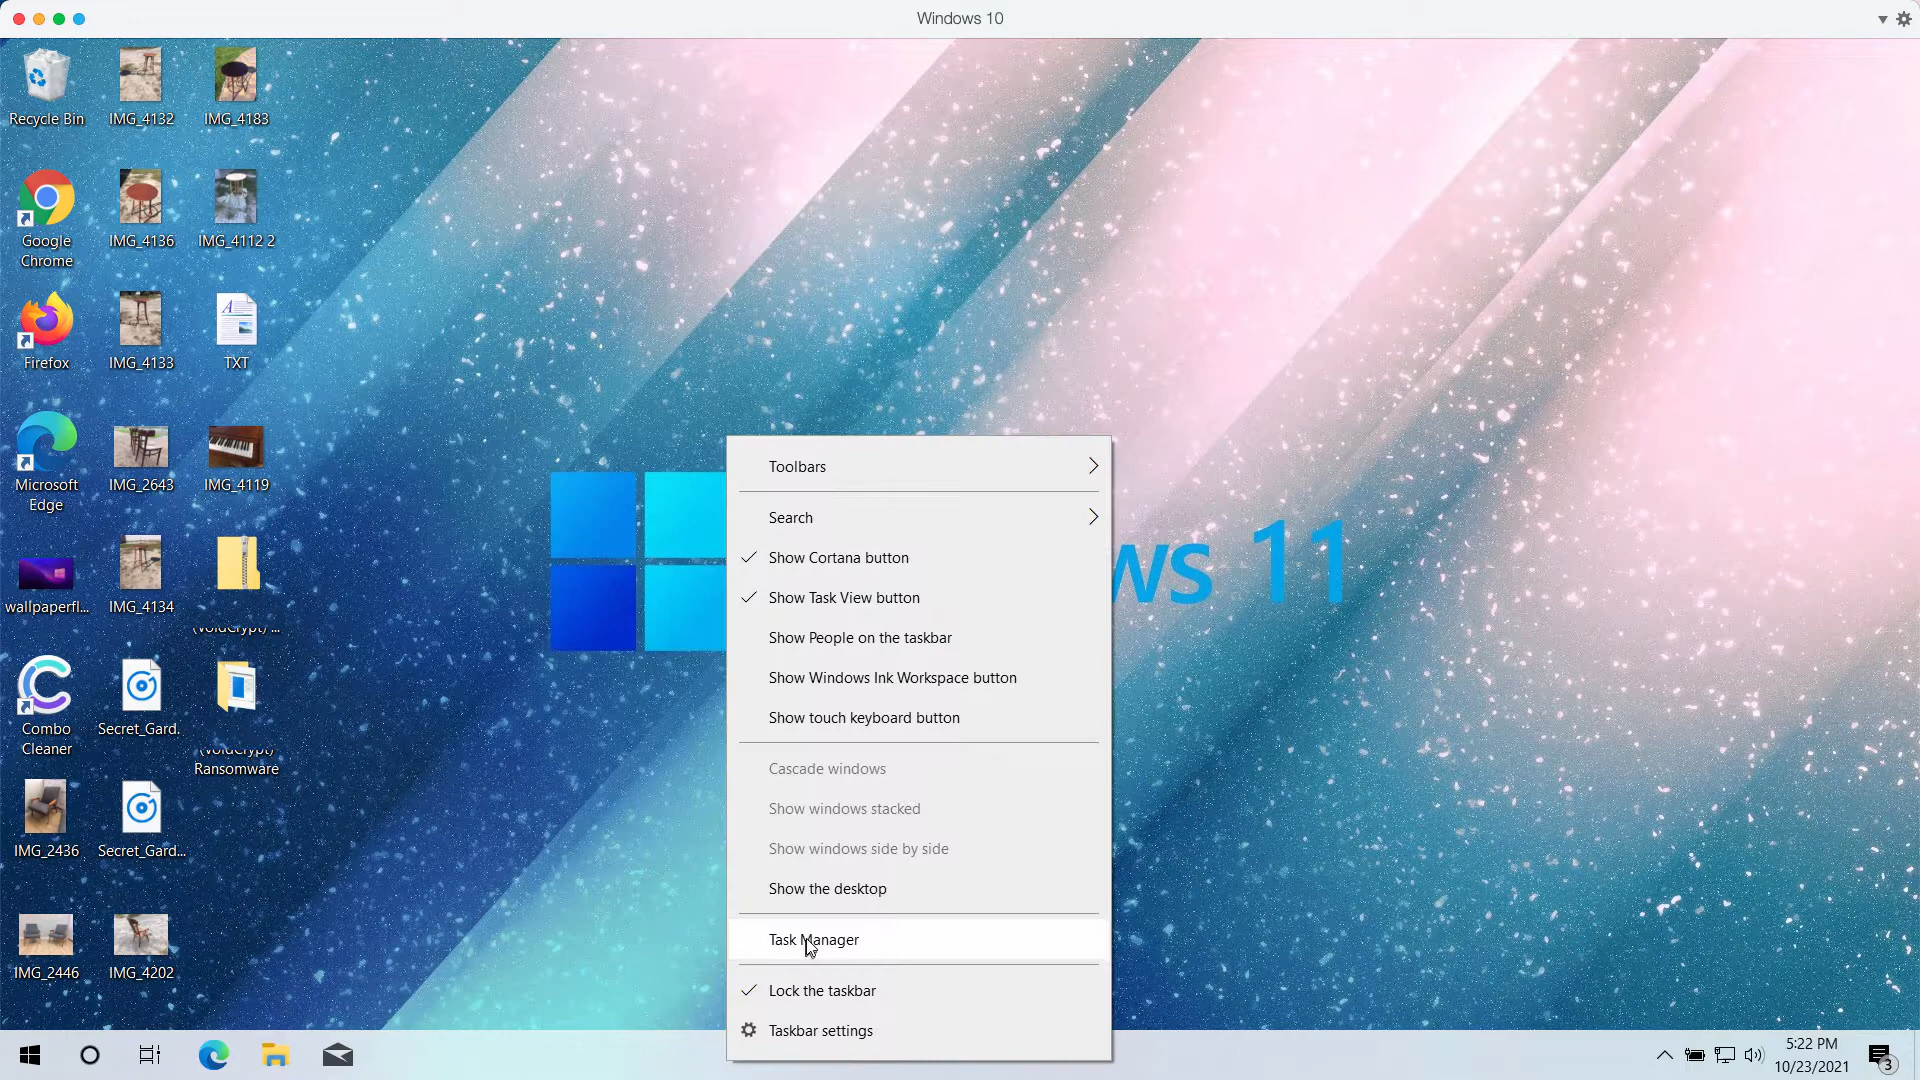 Windows 10
Recycle Bin
IMG_4132
IMG_4183
Google
Chrome
IMG_4136
IMG_4112 2
Firefox
IMG_4133
TXT
Microsoft
Edge
IMG_2643
IMG_4119
wallpaperfl...
IMG_4134
(VoidCrypt) ...
Combo
Cleaner
Secret_Gard.
(VoidCrypt)
Ransomware
IMG_2436
Secret_Gard...
IMG_2446
IMG_4202
ws 11
Toolbars
Search
Show Cortana button
Show Task View button
Show People on the taskbar
Show Windows Ink Workspace button
Show touch keyboard button
Cascade windows
Show windows stacked
Show windows side by side
Show the desktop
Task Manager
Lock the taskbar
Taskbar settings
5:22 PM
10/23/2021
3